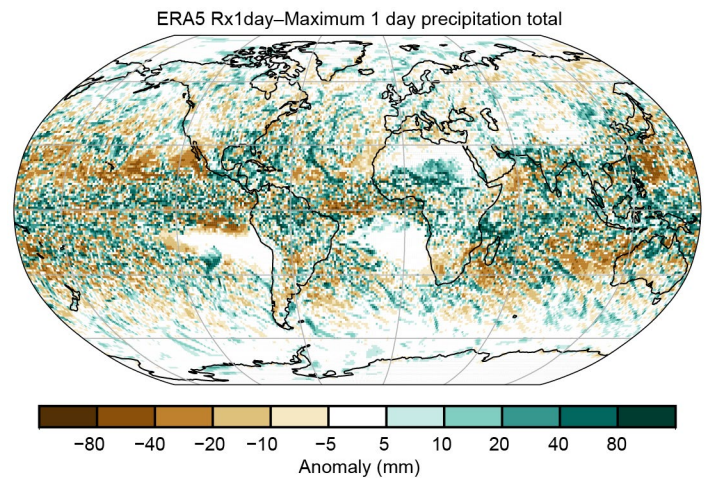 ERA5 Rx1day–Maximum 1 day precipitation total
−80 −40 −20 −10 −5 5 10 20 40 80
Anomaly (mm)